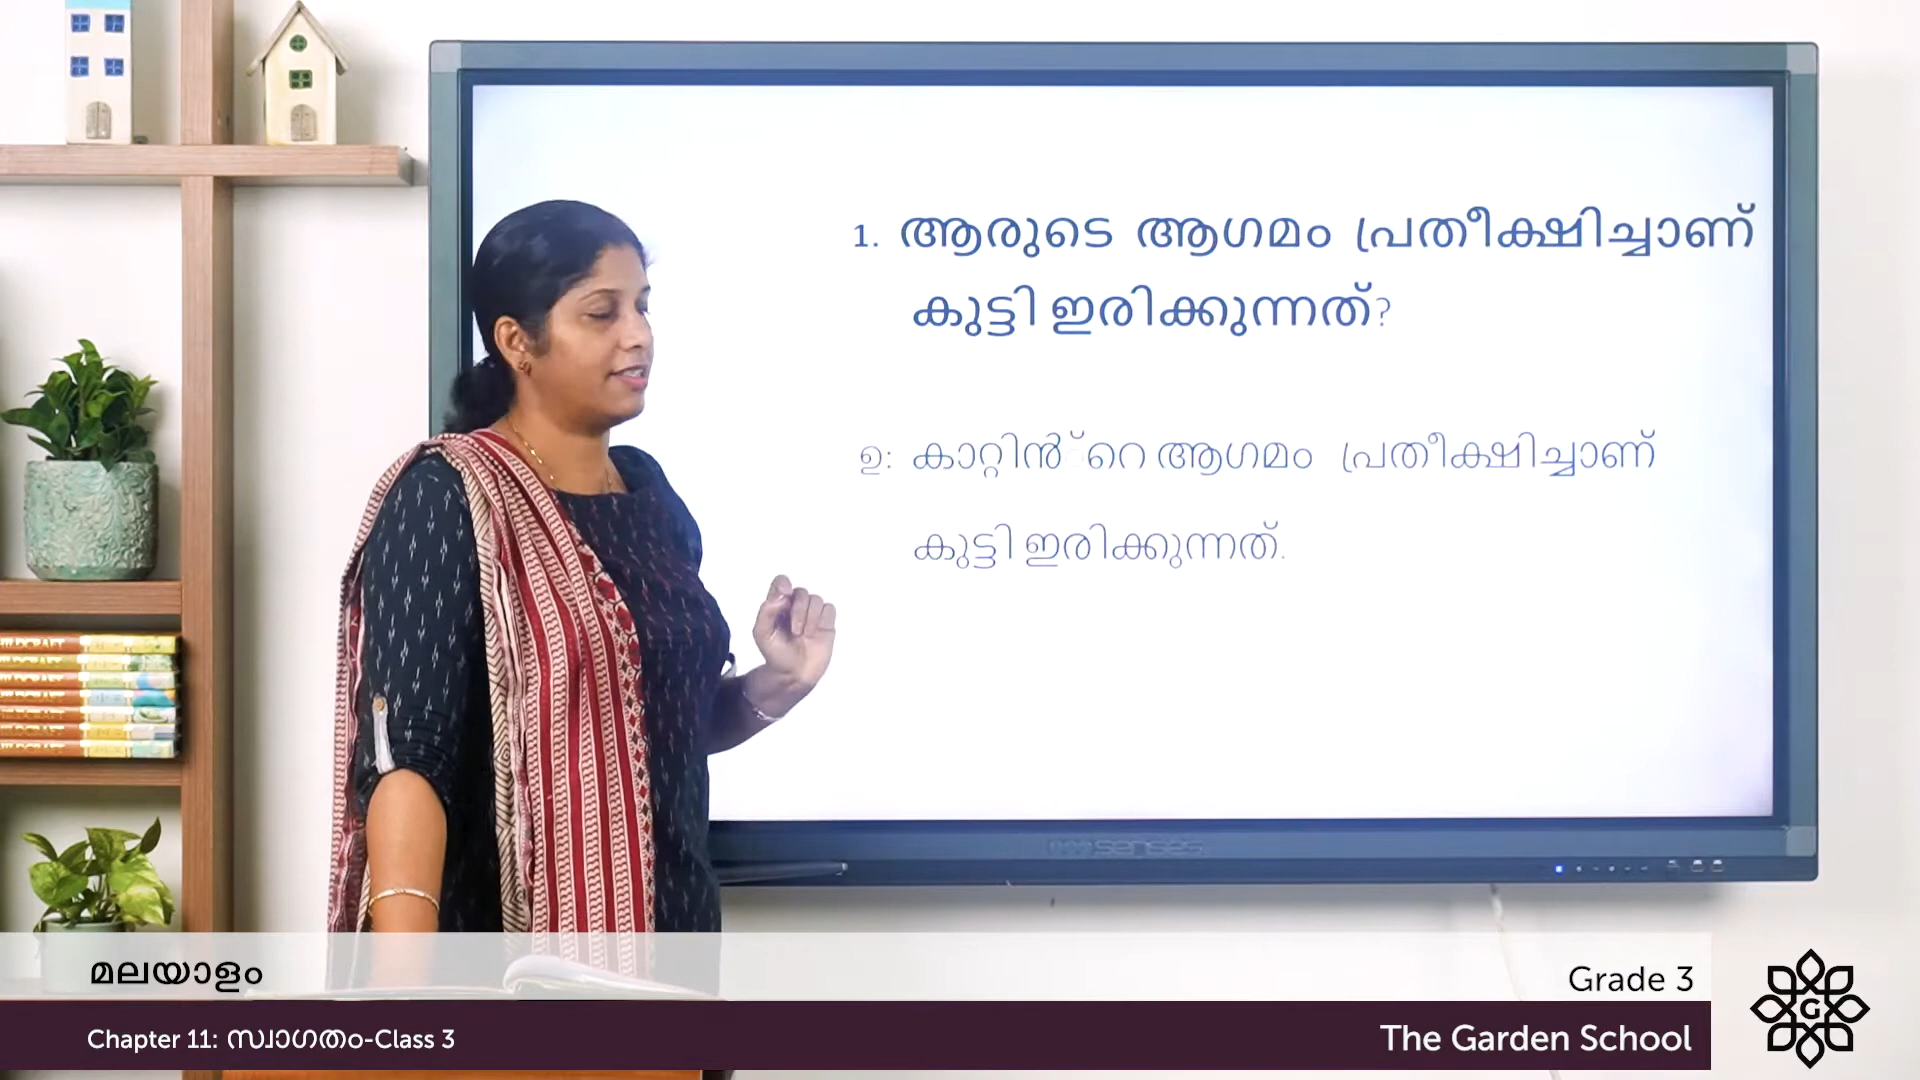 1. ആരുടെ ആഗമം പ്രതീക്ഷിച്ചാണ്
കുട്ടി ഇരിക്കുന്നത്?
ഉ: കാറ്റിൻ്റെ ആഗമം പ്രതീക്ഷിച്ചാണ്
കുട്ടി ഇരിക്കുന്നത്.
senses
മലയാളം
Grade 3
Chapter 11: സ്വാഗതം-Class 3
The Garden School
G